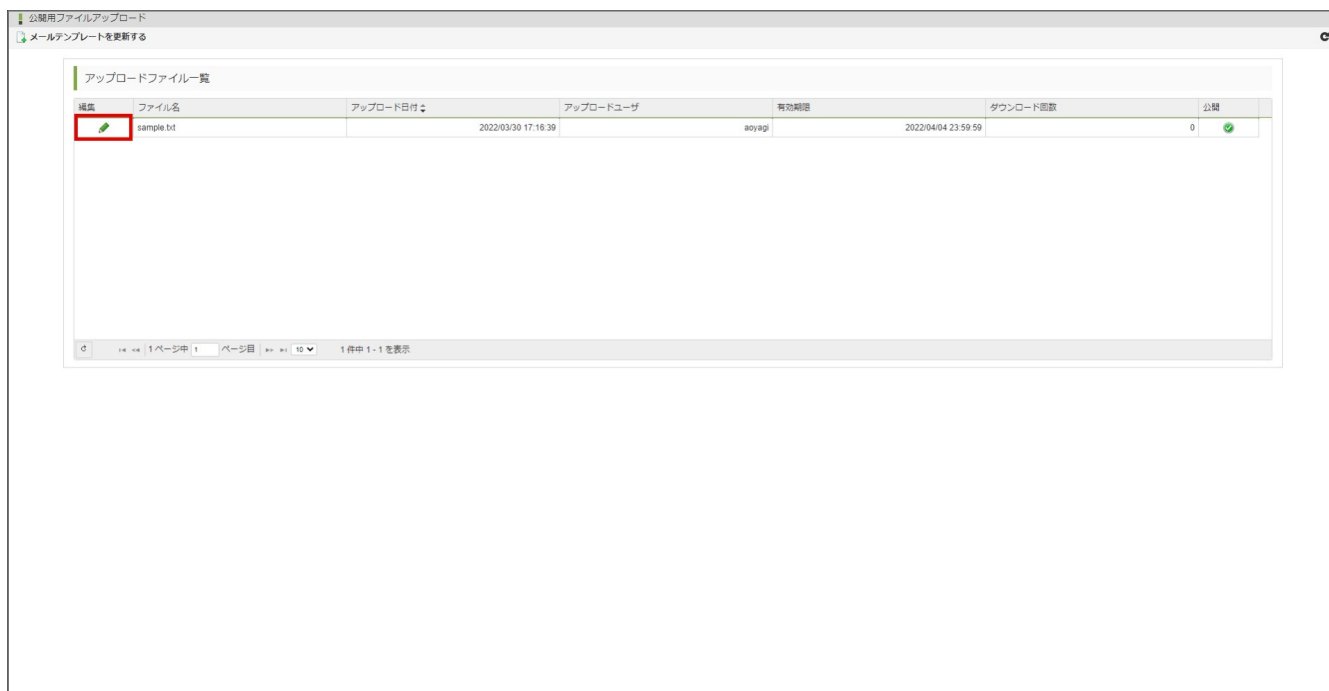 公開用ファイルアップロード
メールテンプレートを更新する
アップロードファイル一覧
編集 ファイル名 アップロード日付 アップロードユーザ 有効期限 ダウンロード回数 公開
sample.txt 2022/03/30 17:16:39 aoyagi 2022/04/04 23:59:59 0
1 ページ中 1 ページ目 10 1 件中 1 - 1 を表示